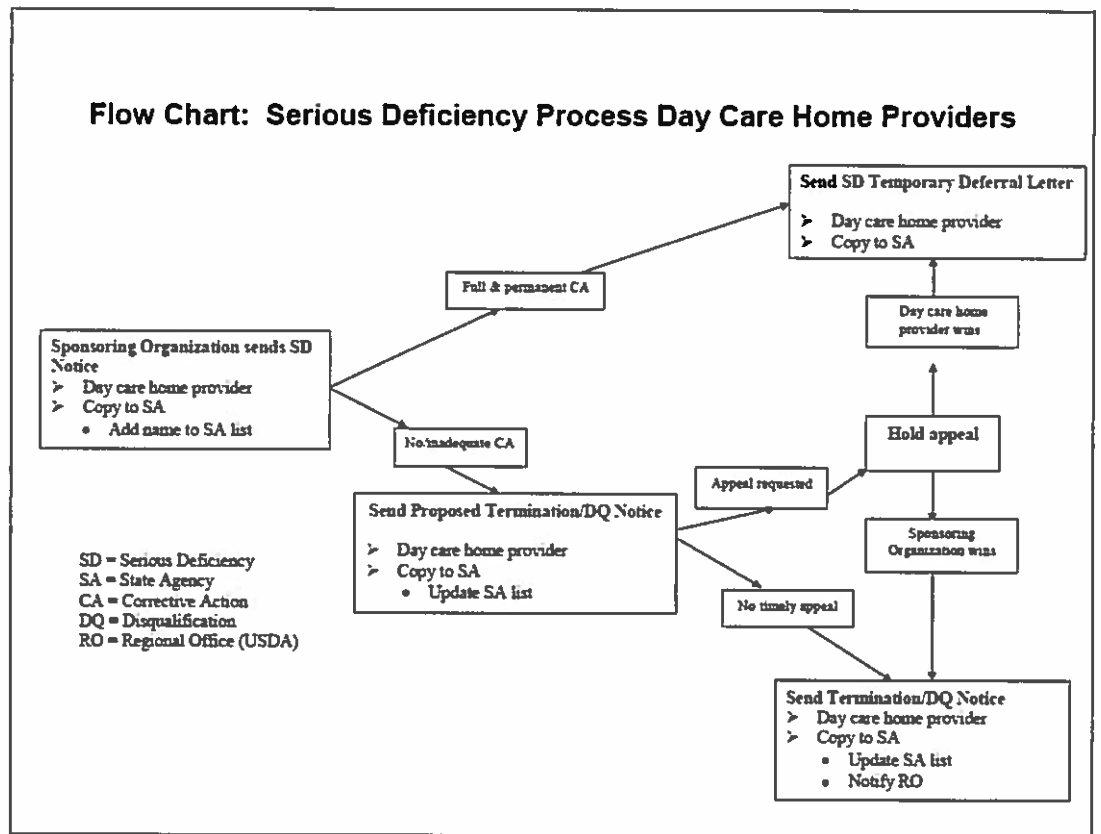 Flow Chart: Serious Deficiency Process Day Care Home Providers
Send SD Temporary Deferral Letter
➢ Day care home provider
➢ Copy to SA
Full & permanent CA
Day care home
provider wins
Sponsoring Organization sends SD
Notice
➢ Day care home provider
➢ Copy to SA
• Add name to SA list
No/inadequate CA
Hold appeal
Appeal requested
Send Proposed Termination/DQ Notice
➢ Day care home provider
➢ Copy to SA
• Update SA list
Sponsoring
Organization wins
SD = Serious Deficiency
SA = State Agency
CA = Corrective Action
DQ = Disqualification
RO = Regional Office (USDA)
No timely appeal
Send Termination/DQ Notice
➢ Day care home provider
➢ Copy to SA
• Update SA list
• Notify RO